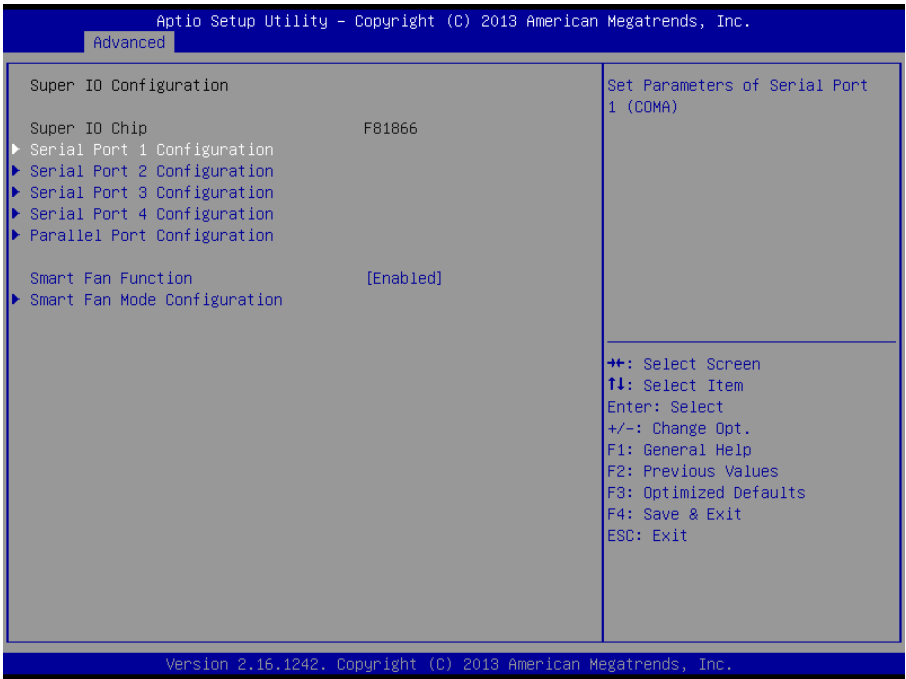 Aptio Setup Utility – Copyright (C) 2013 American Megatrends, Inc.
Advanced
Super IO Configuration
Super IO Chip F81866
Serial Port 1 Configuration
Serial Port 2 Configuration
Serial Port 3 Configuration
Serial Port 4 Configuration
Parallel Port Configuration
Smart Fan Function [Enabled]
Smart Fan Mode Configuration
Set Parameters of Serial Port
1 (COMA)
→←: Select Screen
↑↓: Select Item
Enter: Select
+/-: Change Opt.
F1: General Help
F2: Previous Values
F3: Optimized Defaults
F4: Save & Exit
ESC: Exit
Version 2.16.1242. Copyright (C) 2013 American Megatrends, Inc.